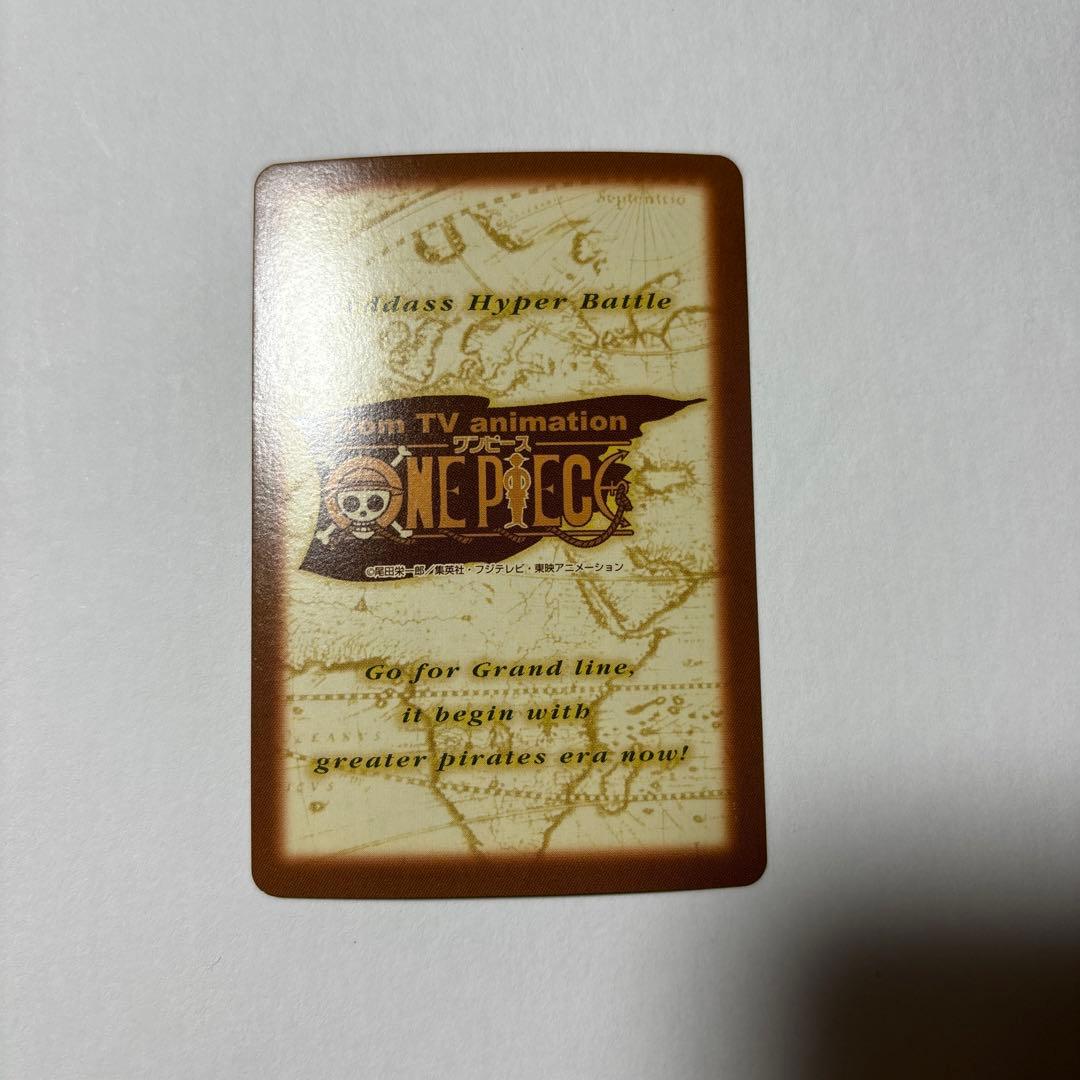 Septentrio
Hyper Battle
TV animation
ワンピース
ONE PIECE
©尾田栄一郎／集英社・フジテレビ・東映アニメーション
Go for Grand line,
it begin with
greater pirates era now!